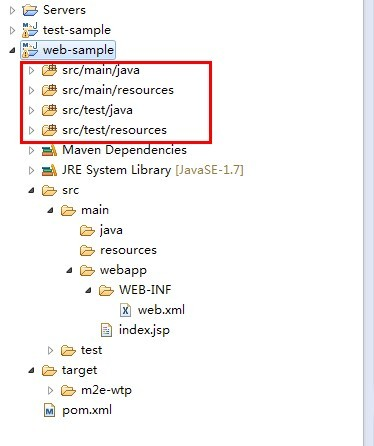 Servers
test-sample
web-sample
src/main/java
src/main/resources
src/test/java
src/test/resources
Maven Dependencies
JRE System Library [JavaSE-1.7]
src
main
java
resources
webapp
WEB-INF
web.xml
index.jsp
test
target
m2e-wtp
pom.xml